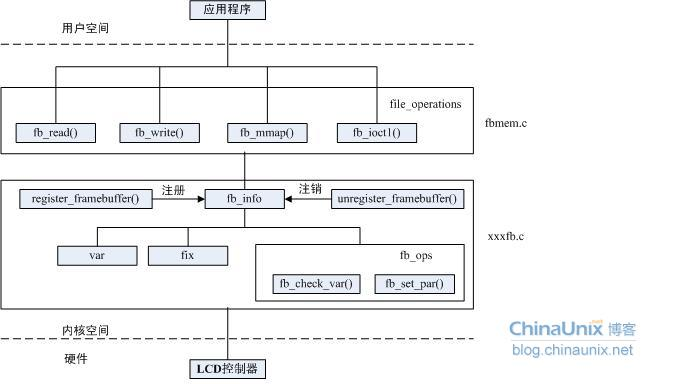 应用程序
用户空间
file_operations
fb_read()
fb_write()
fb_mmap()
fb_ioctl()
fbmem.c
register_framebuffer()
注册
fb_info
注销
unregister_framebuffer()
xxxfb.c
var
fix
fb_ops
fb_check_var()
fb_set_par()
内核空间
硬件
LCD控制器
ChinaUnix.net 博客
blog.chinaunix.net